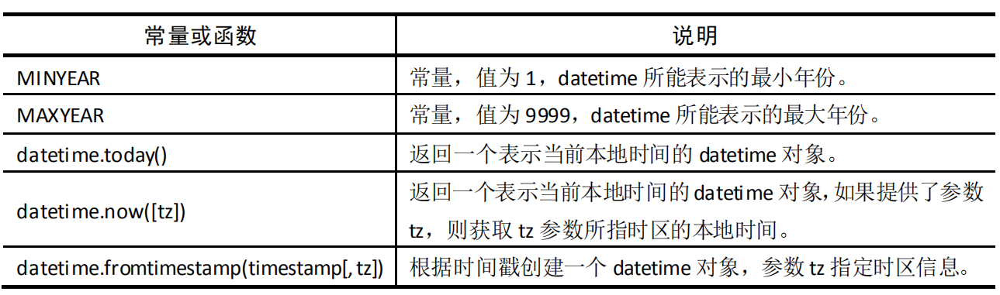 常量或函数 说明
MINYEAR 常量，值为 1，datetime 所能表示的最小年份。
MAXYEAR 常量，值为 9999，datetime 所能表示的最大年份。
datetime.today() 返回一个表示当前本地时间的 datetime 对象。
datetime.now([tz]) 返回一个表示当前本地时间的 datetime 对象，如果提供了参数
tz，则获取 tz 参数所指时区的本地时间。
datetime.fromtimestamp(timestamp[, tz]) 根据时间戳创建一个 datetime 对象，参数 tz 指定时区信息。